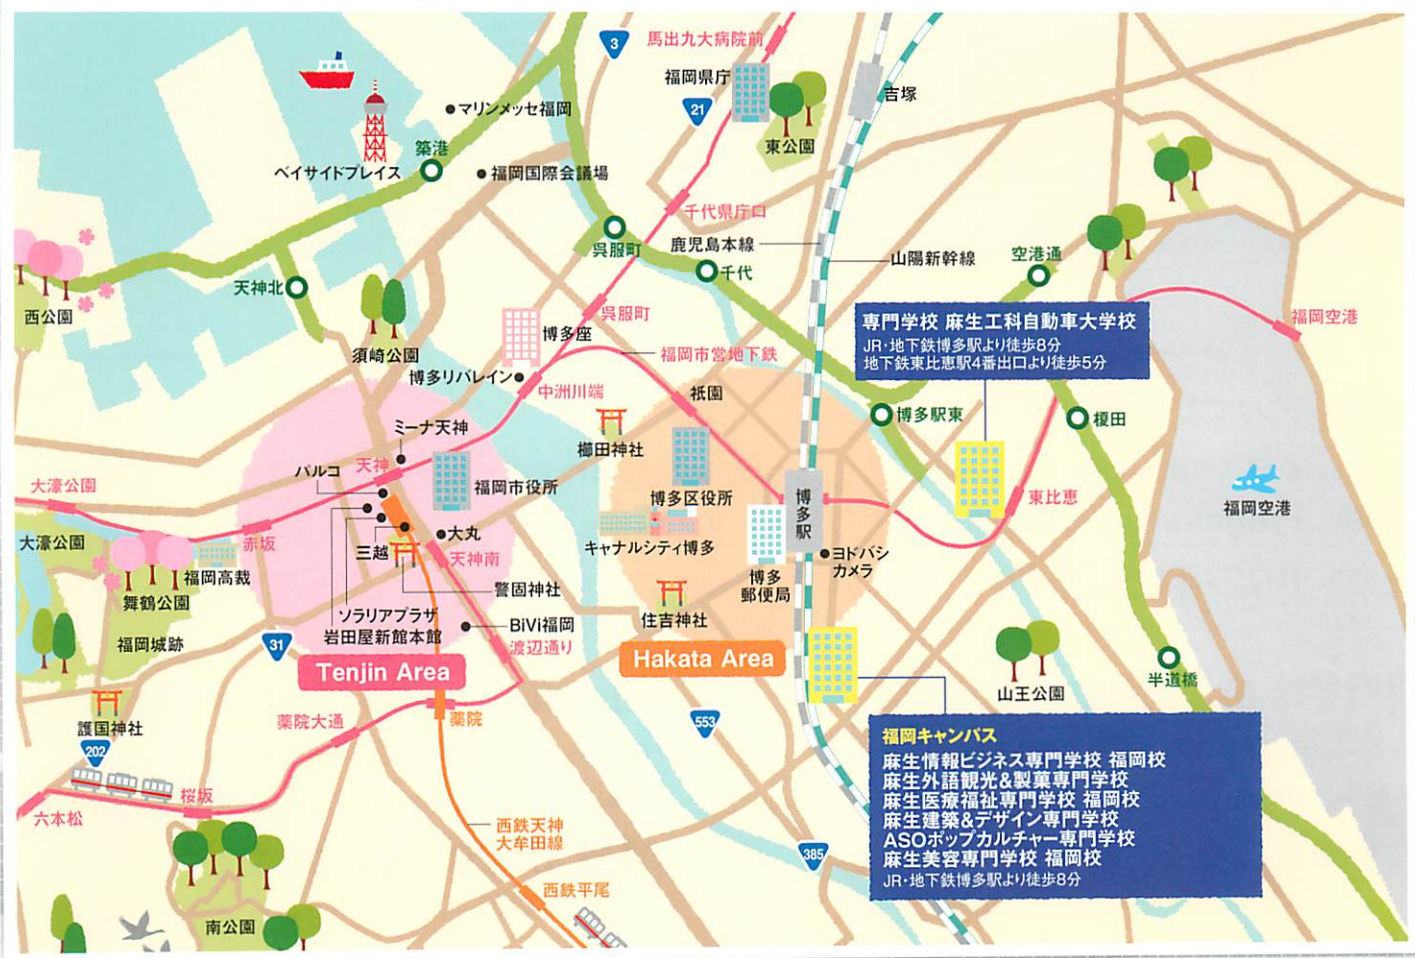 3
馬出九大病院前
福岡県庁
21
吉塚
東公園
マリンメッセ福岡
築港
ベイサイドプレイス
福岡国際会議場
千代県庁口
呉服町
鹿児島本線
千代
山陽新幹線
空港通
天神北
西公園
呉服町
博多座
須崎公園
福岡市営地下鉄
専門学校 麻生工科自動車大学校
JR・地下鉄博多駅より徒歩8分
地下鉄東比恵駅4番出口より徒歩5分
福岡空港
博多リバレイン
中洲川端
祇園
博多駅東
榎田
ミーナ天神
櫛田神社
パルコ
天神
福岡市役所
博多区役所
博多駅
東比恵
福岡空港
大濠公園
大濠公園
赤坂
三越
大丸
天神南
キャナルシティ博多
ヨドバシ
カメラ
福岡高裁
舞鶴公園
警固神社
博多
郵便局
住吉神社
ソラリアプラザ
岩田屋新館本館
BiVi福岡
渡辺通り
福岡城跡
31
Tenjin Area
Hakata Area
山王公園
半道橋
護国神社
202
薬院大通
薬院
553
福岡キャンパス
麻生情報ビジネス専門学校 福岡校
麻生外語観光&製菓専門学校
麻生医療福祉専門学校 福岡校
麻生建築&デザイン専門学校
ASOポップカルチャー専門学校
麻生美容専門学校 福岡校
JR・地下鉄博多駅より徒歩8分
桜坂
六本松
西鉄天神
大牟田線
385
西鉄平尾
南公園